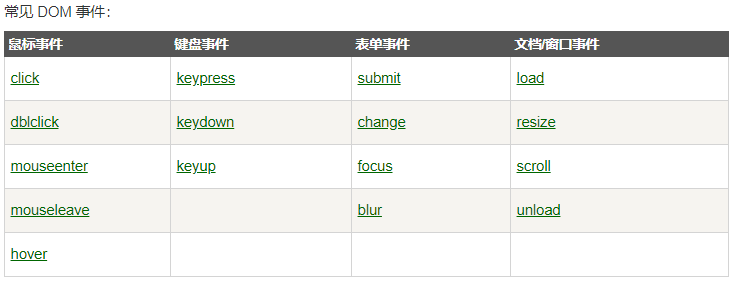 常见 DOM 事件：
鼠标事件 键盘事件 表单事件 文档/窗口事件
click keypress submit load
dblclick keydown change resize
mouseenter keyup focus scroll
mouseleave blur unload
hover